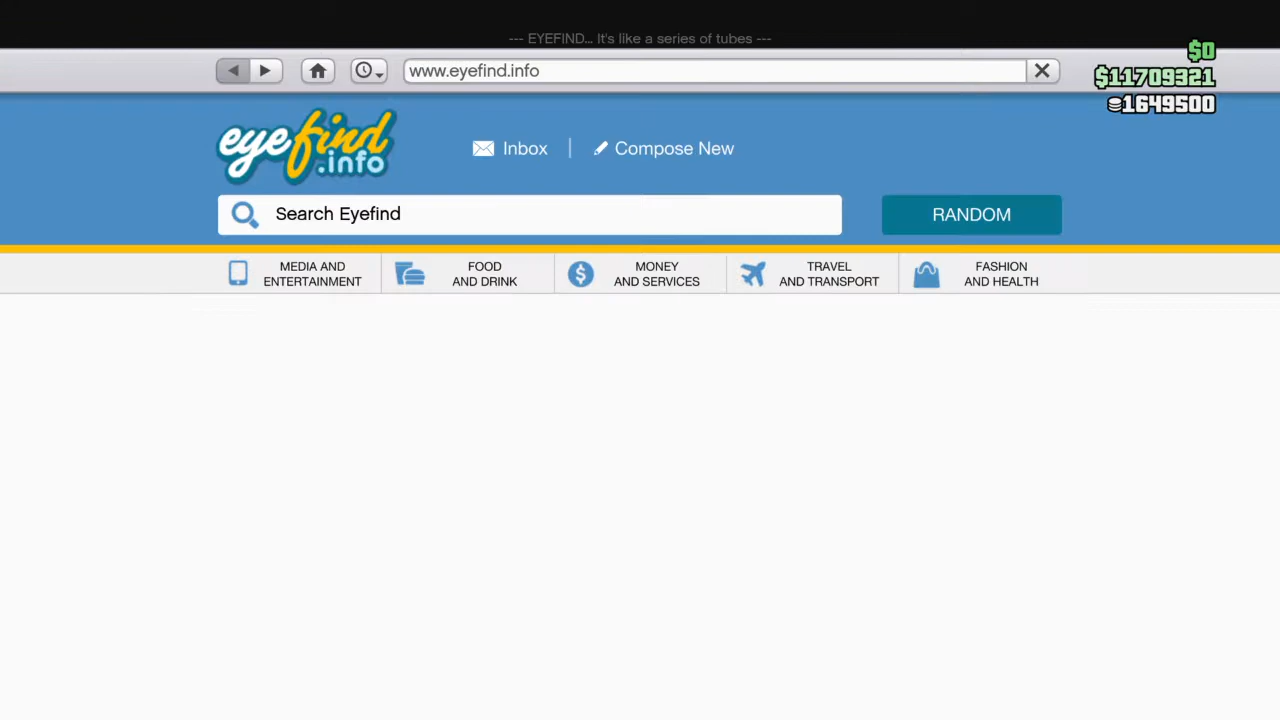 --- EYEFIND... It's like a series of tubes ---
$0
www.eyefind.info
$11709321
1649500
eyefind.info
Inbox
Compose New
Search Eyefind
RANDOM
MEDIA AND
ENTERTAINMENT
FOOD
AND DRINK
MONEY
AND SERVICES
TRAVEL
AND TRANSPORT
FASHION
AND HEALTH